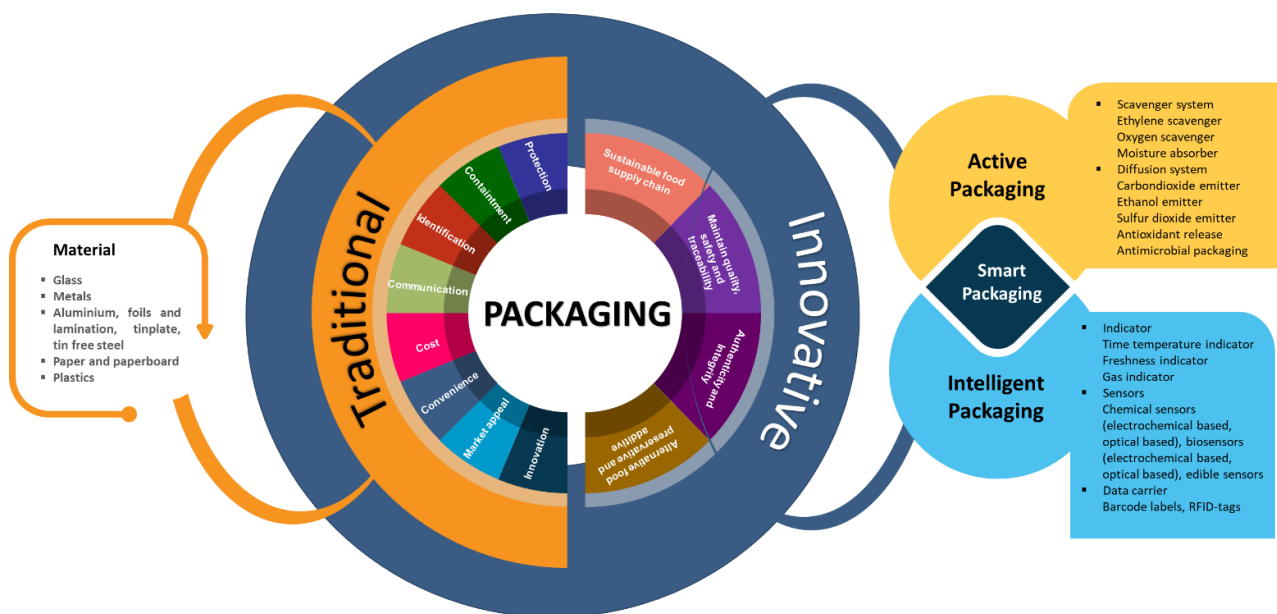 Material
Glass
Metals
Aluminium, foils and
lamination, tinplate,
tin free steel
Paper and paperboard
Plastics
Traditional
Protection
Containtment
Identification
Communication
Cost
Convenience
Market appeal
Innovation
PACKAGING
Sustainable food
supply chain
Maintain quality,
safety and
traceability
Authenticity and
Integrity
Alternative food
preservative and
additive
Innovative
Active
Packaging
Smart
Packaging
Intelligent
Packaging
Scavenger system
Ethylene scavenger
Oxygen scavenger
Moisture absorber
Diffusion system
Carbondioxide emitter
Ethanol emitter
Sulfur dioxide emitter
Antioxidant release
Antimicrobial packaging
Indicator
Time temperature indicator
Freshness indicator
Gas indicator
Sensors
Chemical sensors
(electrochemical based,
optical based), biosensors
(electrochemical based,
optical based), edible sensors
Data carrier
Barcode labels, RFID-tags